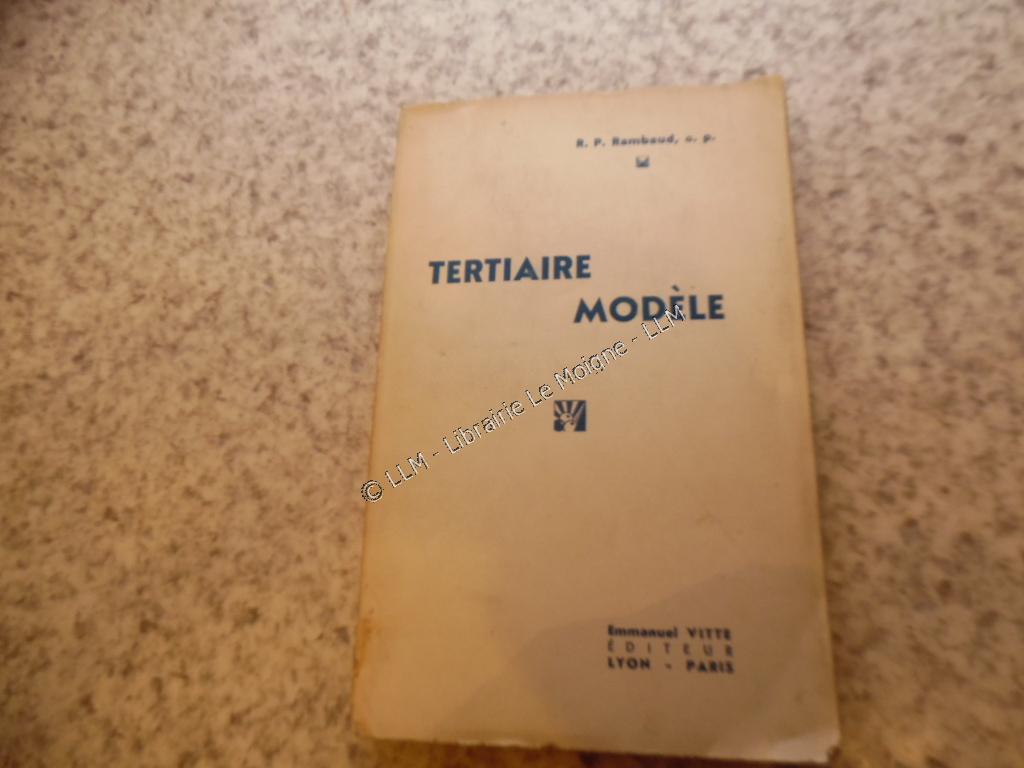 R. P. Rambaud, c. p.
TERTIAIRE
MODÈLE
© LLM - Librairie Le Moigne - LLM
Emmanuel VITTE
ÉDITEUR
LYON - PARIS